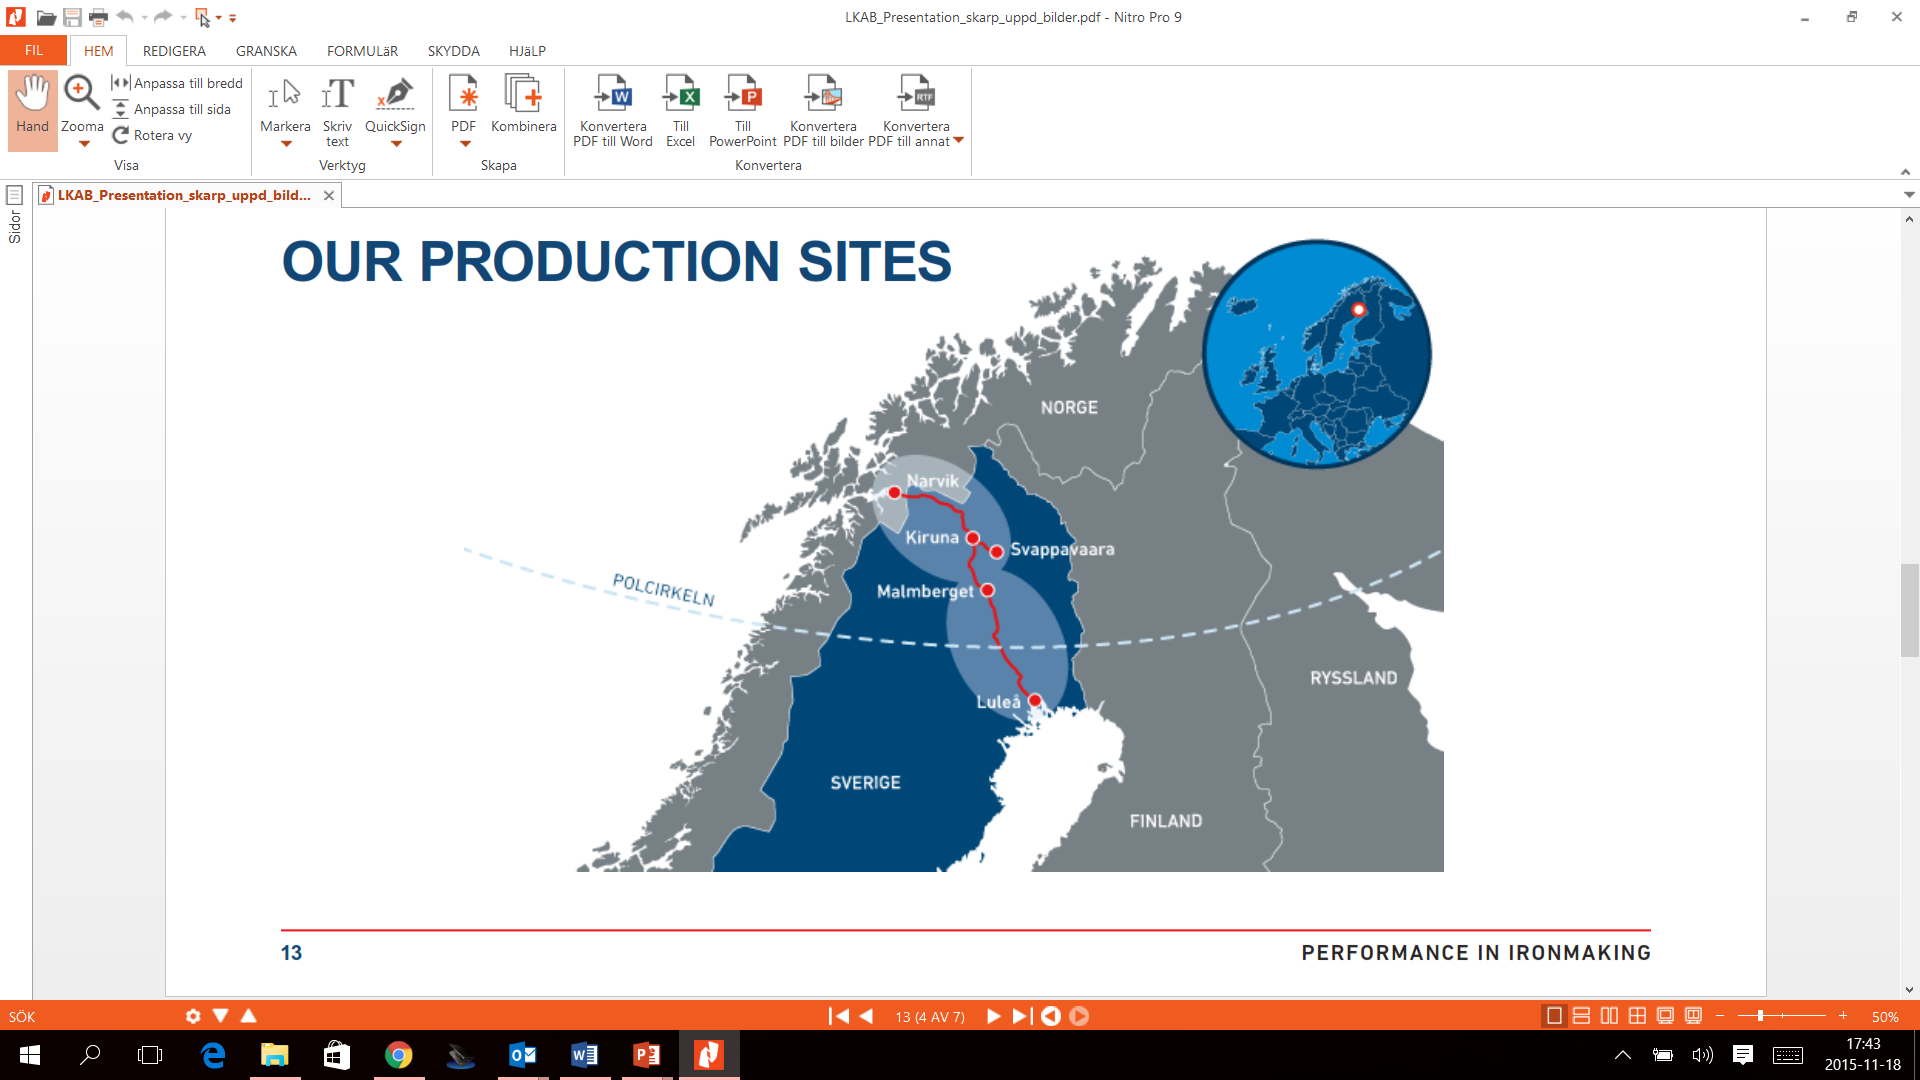 LKAB_Presentation_skarp_uppd_bilder.pdf - Nitro Pro 9
FIL
HEM
REDIGERA
GRANSKA
FORMULäR
SKYDDA
HJäLP
Hand
Zooma
Anpassa till bredd
Anpassa till sida
Rotera vy
Visa
Markera
Skriv
text
QuickSign
Verktyg
PDF
Kombinera
Skapa
Konvertera
PDF till Word
Till
Excel
Till
PowerPoint
Konvertera
PDF till bilder
Konvertera
PDF till annat
Konvertera
LKAB_Presentation_skarp_uppd_bild...
Sidor
OUR PRODUCTION SITES
NORGE
Narvik
Kiruna
Svappavaara
Malmberget
POLCIRKELN
Luleå
RYSSLAND
SVERIGE
FINLAND
13
PERFORMANCE IN IRONMAKING
SÖK
13 (4 AV 7)
50%
17:43
2015-11-18